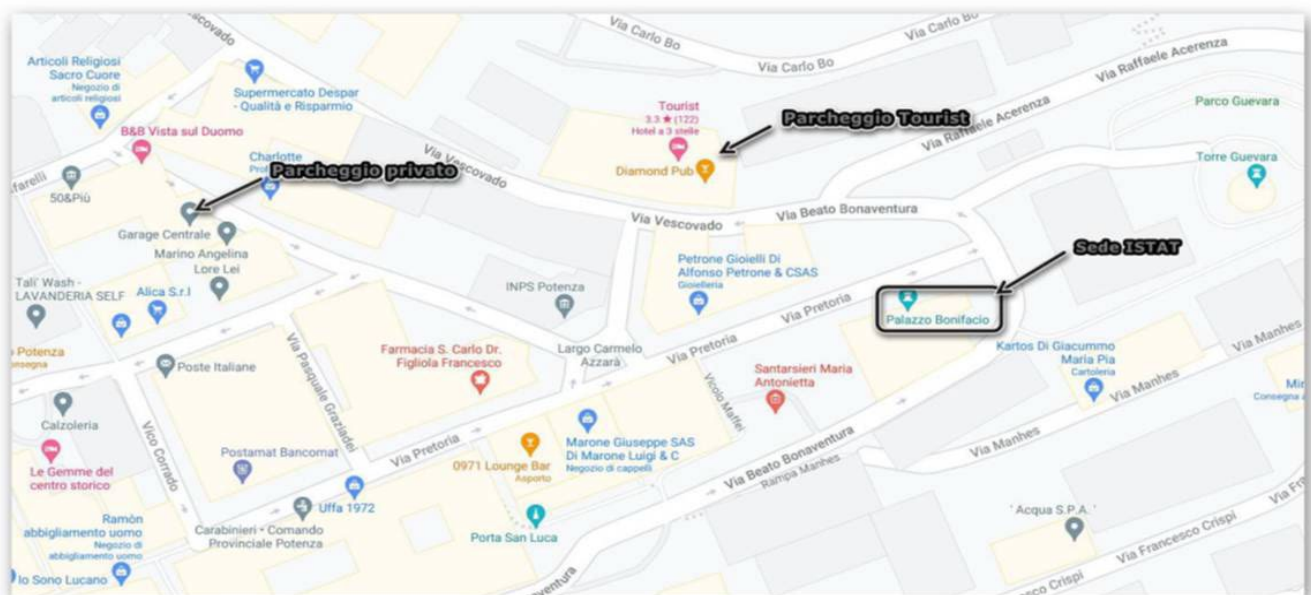 Vescovado
Via Carlo Bo
Via Carlo Bo
Via Carlo Bo
Via Raffaele Acerenza
Articoli Religiosi
Sacro Cuore
Negozio di
articoli religiosi
Supermercato Despar
- Qualità e Risparmio
Tourist
3.3 ★ (122)
Hotel a 3 stelle
Parcheggio Tourist
Via Raffaele Acerenza
Parco Guevara
B&B Vista sul Duomo
Charlotte
Parcheggio privato
Via Vescovado
Diamond Pub
Torre Guevara
50&Più
Garage Centrale
Via Vescovado
Via Beato Bonaventura
Marino Angelina
Lore Lei
Petrone Gioielli Di
Alfonso Petrone & CSAS
Gioielleria
Sede ISTAT
Tali' Wash -
LAVANDERIA SELF
Alica S.r.l
INPS Potenza
Via Pretoria
Palazzo Bonifacio
Potenza
Poste Italiane
Via Pasquale Graziadei
Farmacia S. Carlo Dr.
Figliola Francesco
Largo Carmelo
Azzarà
Via Pretoria
Santarsieri Maria
Antonietta
Kartos Di Giacummo
Maria Pia
Cartoleria
Via Manhes
Vicolo Maffei
Calzoleria
Vico Corrado
Via Pretoria
Marone Giuseppe SAS
Di Marone Luigi & C
Negozio di cappelli
Via Beato Bonaventura
Rampa Manhes
Via Manhes
Via Manhes
Le Gemme del
centro storico
Postamat Bancomat
0971 Lounge Bar
Asporto
Uffa 1972
Ramòn
abbigliamento uomo
Negozio di
abbigliamento uomo
Carabinieri - Comando
Provinciale Potenza
Porta San Luca
' Acqua S.P.A. '
Via Francesco Crispi
Io Sono Lucano
Crispi